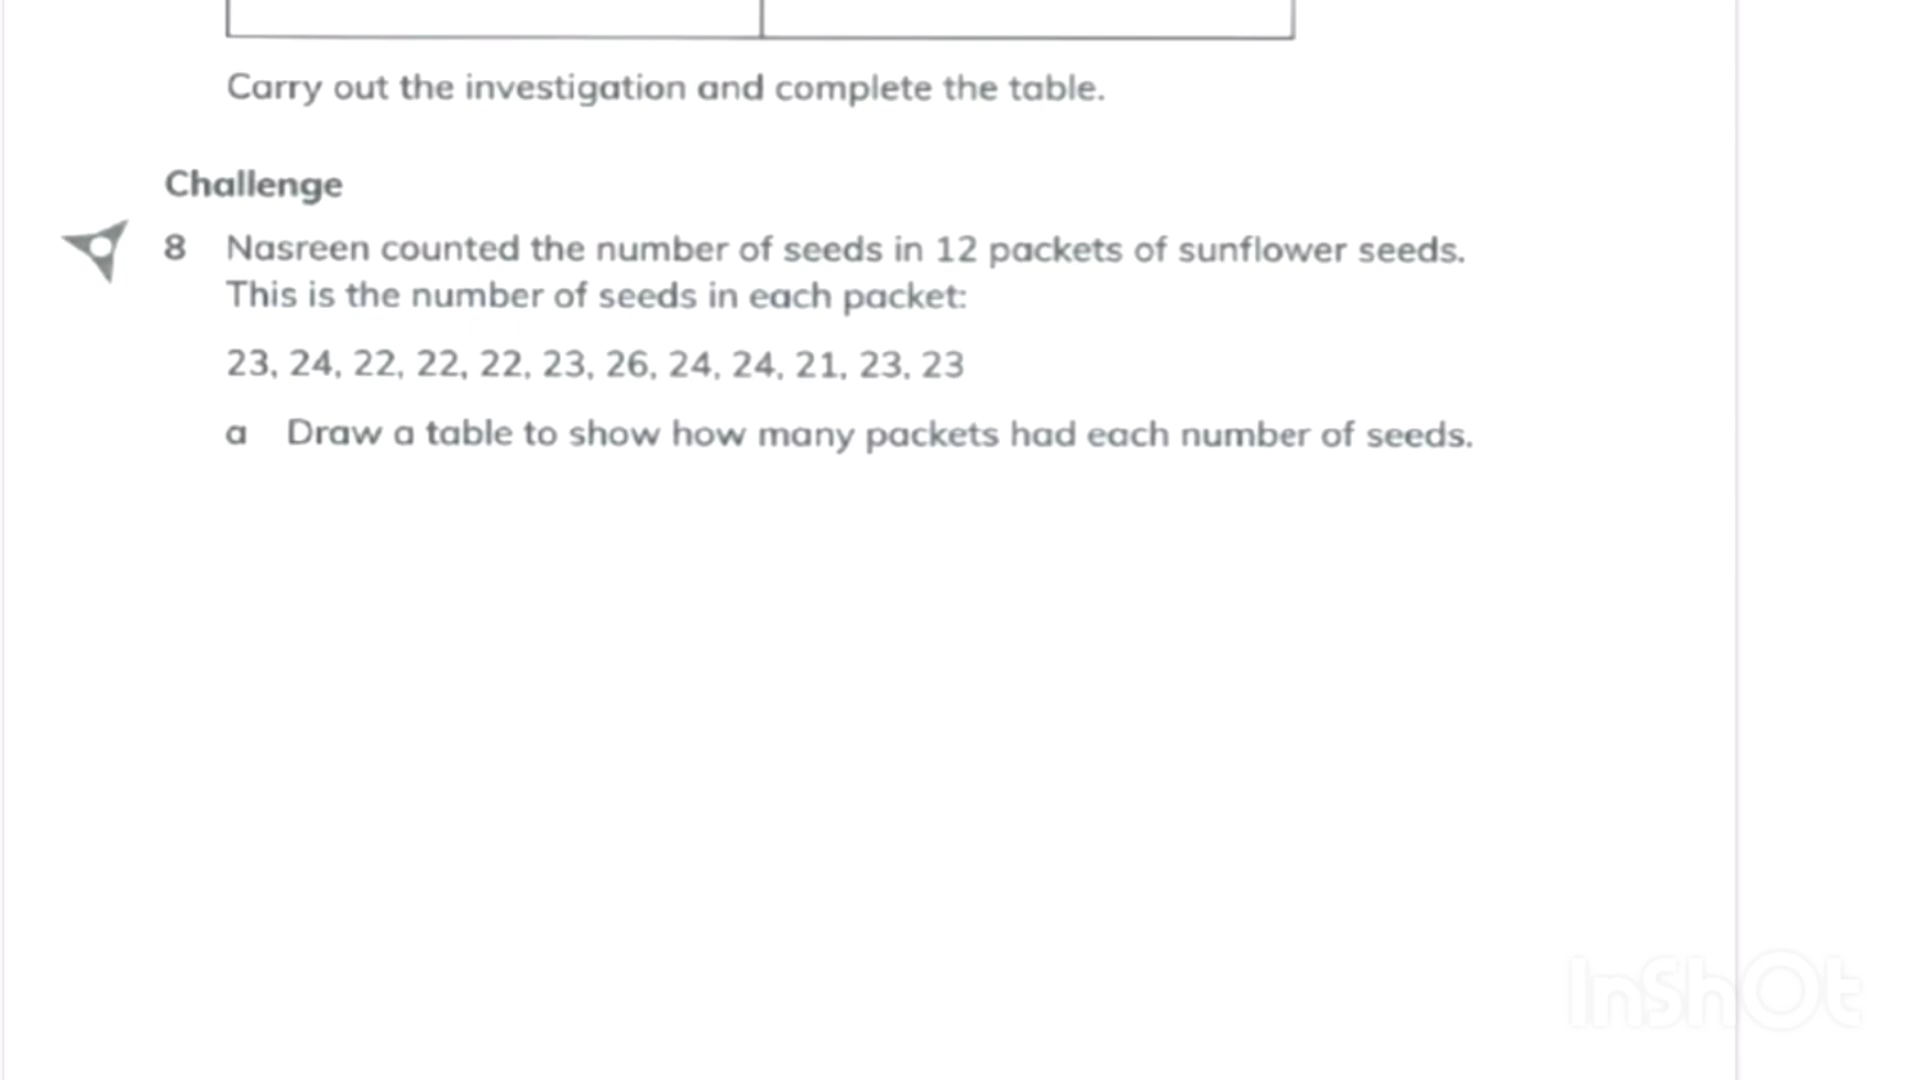 Carry out the investigation and complete the table.
Challenge
8 Nasreen counted the number of seeds in 12 packets of sunflower seeds.
This is the number of seeds in each packet:
23, 24, 22, 22, 22, 23, 26, 24, 24, 21, 23, 23
a Draw a table to show how many packets had each number of seeds.
InShOt